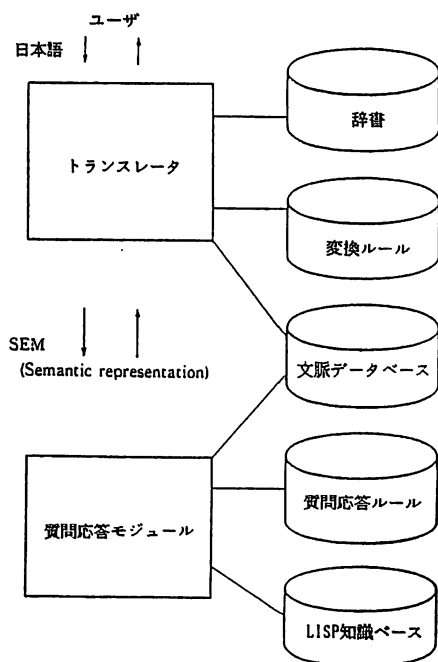 ユーザ
日本語
辞書
トランスレータ
変換ルール
SEM
(Semantic representation)
文脈データベース
質問応答ルール
質問応答モジュール
LISP知識ベース